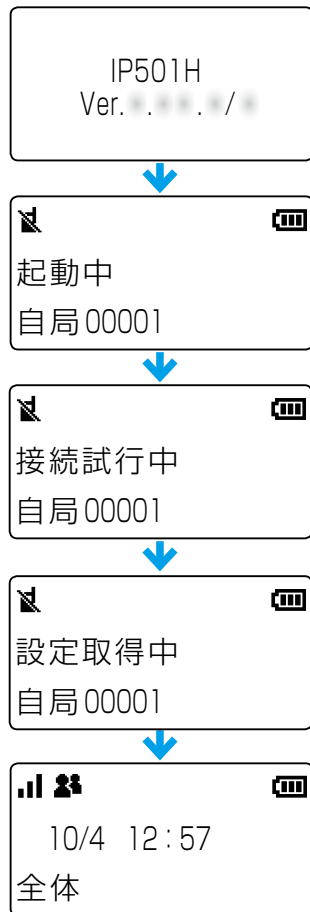 IP501H
Ver.
起動中
自局00001
接続試行中
自局00001
設定取得中
自局00001
10/4 12:57
全体